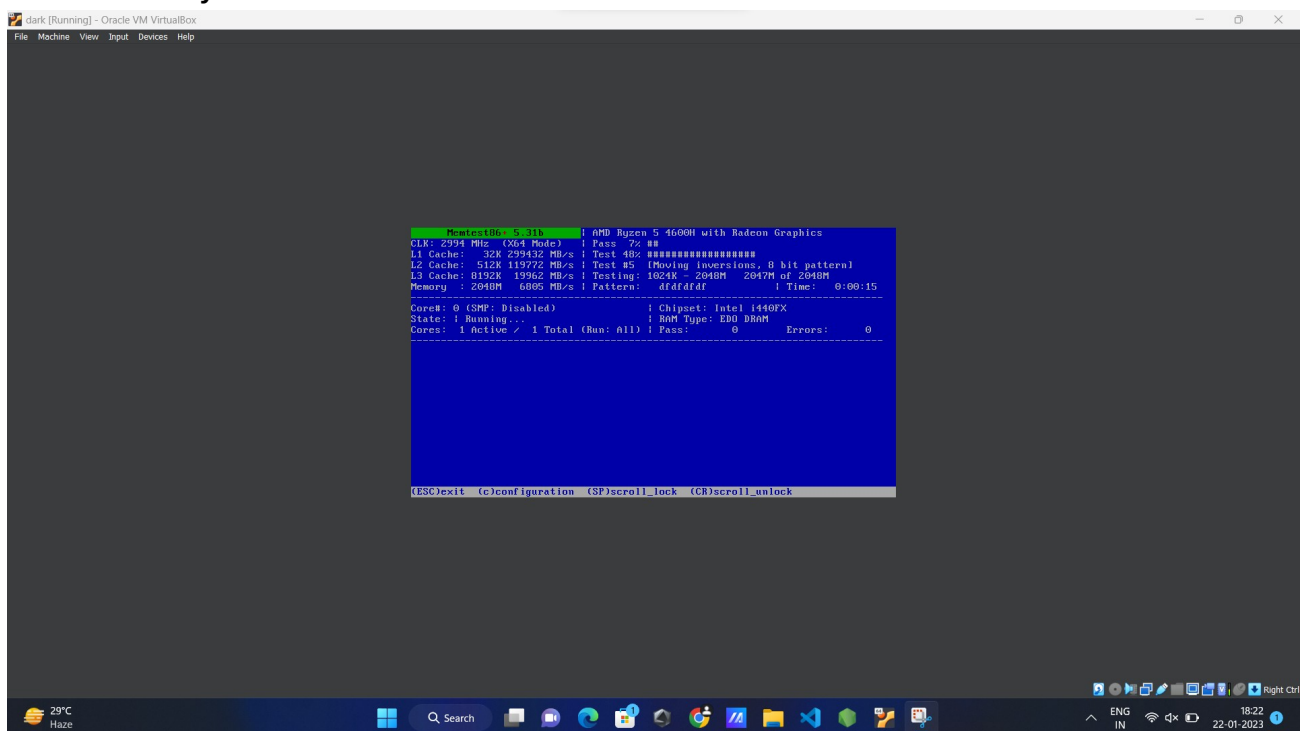 dark [Running] - Oracle VM VirtualBox
File Machine View Input Devices Help
Memtest86+ 5.31b | AMD Ryzen 5 4600H with Radeon Graphics
CLK: 2994 MHz (X64 Mode) | Pass 7% ##
L1 Cache: 32K 299432 MB/s | Test 48% ##################
L2 Cache: 512K 119772 MB/s | Test #5 [Moving inversions, 8 bit pattern]
L3 Cache: 8192K 19962 MB/s | Testing: 1024K - 2048M 2047M of 2048M
Memory : 2048M 6805 MB/s | Pattern: dfdfdfdf | Time: 0:00:15
Core#: 0 (SMP: Disabled) | Chipset: Intel i440FX
State: | Running... | RAM Type: EDO DRAM
Cores: 1 Active / 1 Total (Run: All) | Pass: 0 Errors: 0
(ESC)exit (c)configuration (SP)scroll_lock (CR)scroll_unlock
Right Ctrl
29°C
Haze
Search
1
ENG
IN
18:22
22-01-2023
1